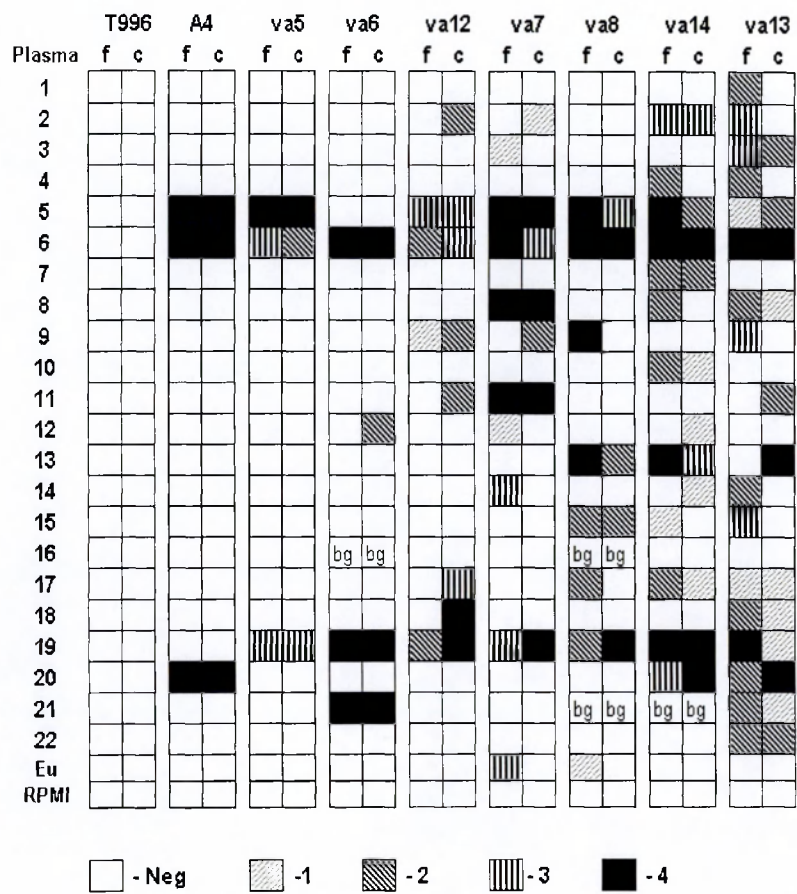 T996 A4 va5 va6 va12 va7 va8 va14 va13
Plasma f c f c f c f c f c f c f c f c f c
1
2
3
4
5
6
7
8
9
10
11
12
13
14
15
16 bg bg bg bg
17
18
19
20
21 bg bg bg bg
22
Eu
RPMI
- Neg -1 -2 -3 -4